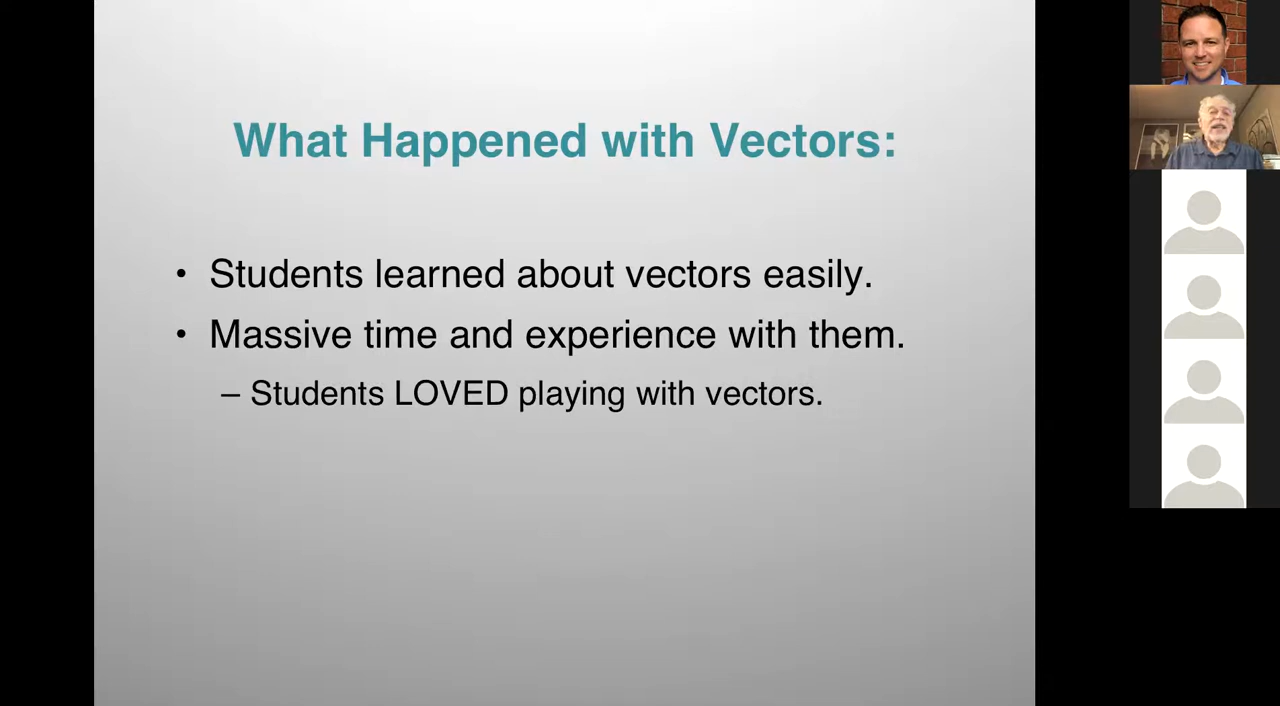 What Happened with Vectors:
• Students learned about vectors easily.
• Massive time and experience with them.
– Students LOVED playing with vectors.